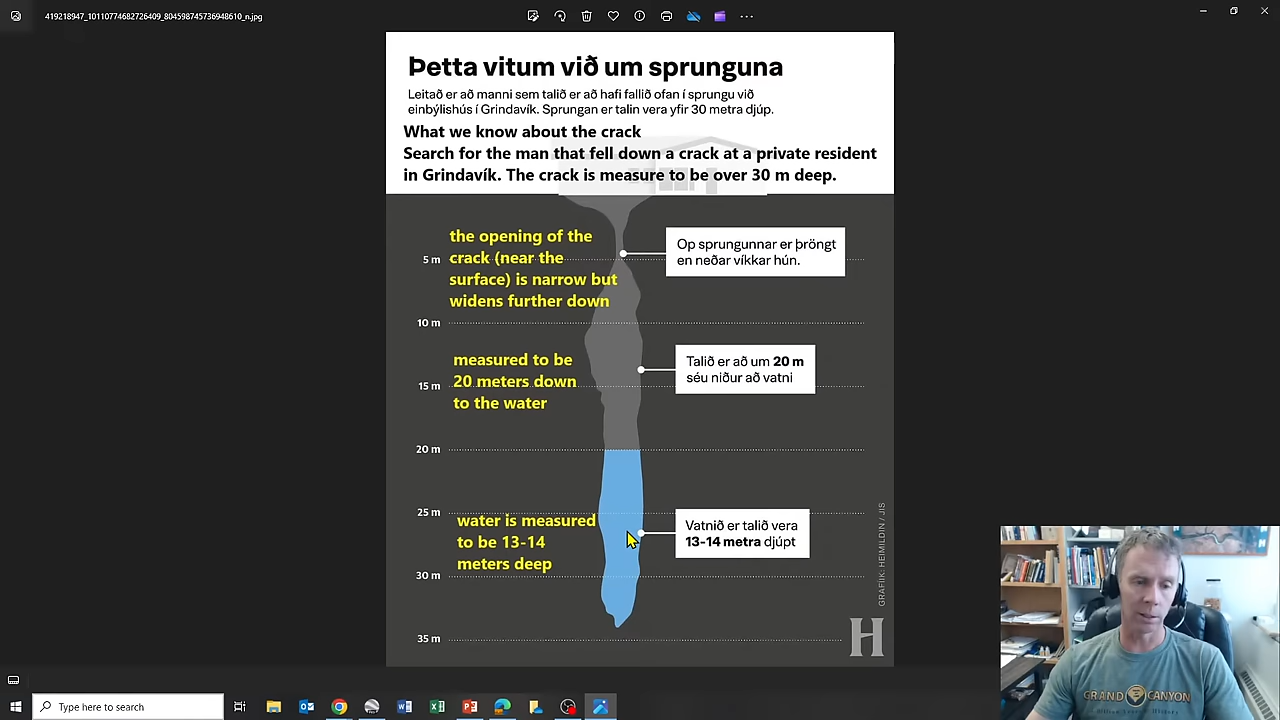 419218947_10110774682726409_804598745736948610_n.jpg
Þetta vitum við um sprunguna
Leitað er að manni sem talið er að hafi fallið ofan í sprungu við
einbýlishús í Grindavík. Sprungan er talin vera yfir 30 metra djúp.
What we know about the crack
Search for the man that fell down a crack at a private resident
in Grindavík. The crack is measure to be over 30 m deep.
the opening of the
crack (near the
surface) is narrow but
widens further down
Op sprungunnar er þröngt
en neðar víkkar hún.
5 m
10 m
measured to be
20 meters down
to the water
Talið er að um 20 m
séu niður að vatni
15 m
20 m
25 m
water is measured
to be 13-14
meters deep
Vatnið er talið vera
13-14 metra djúpt
30 m
35 m
GRAFÍK: HEIMILDIN / JIS
H
GRAND CANYON
Type here to search